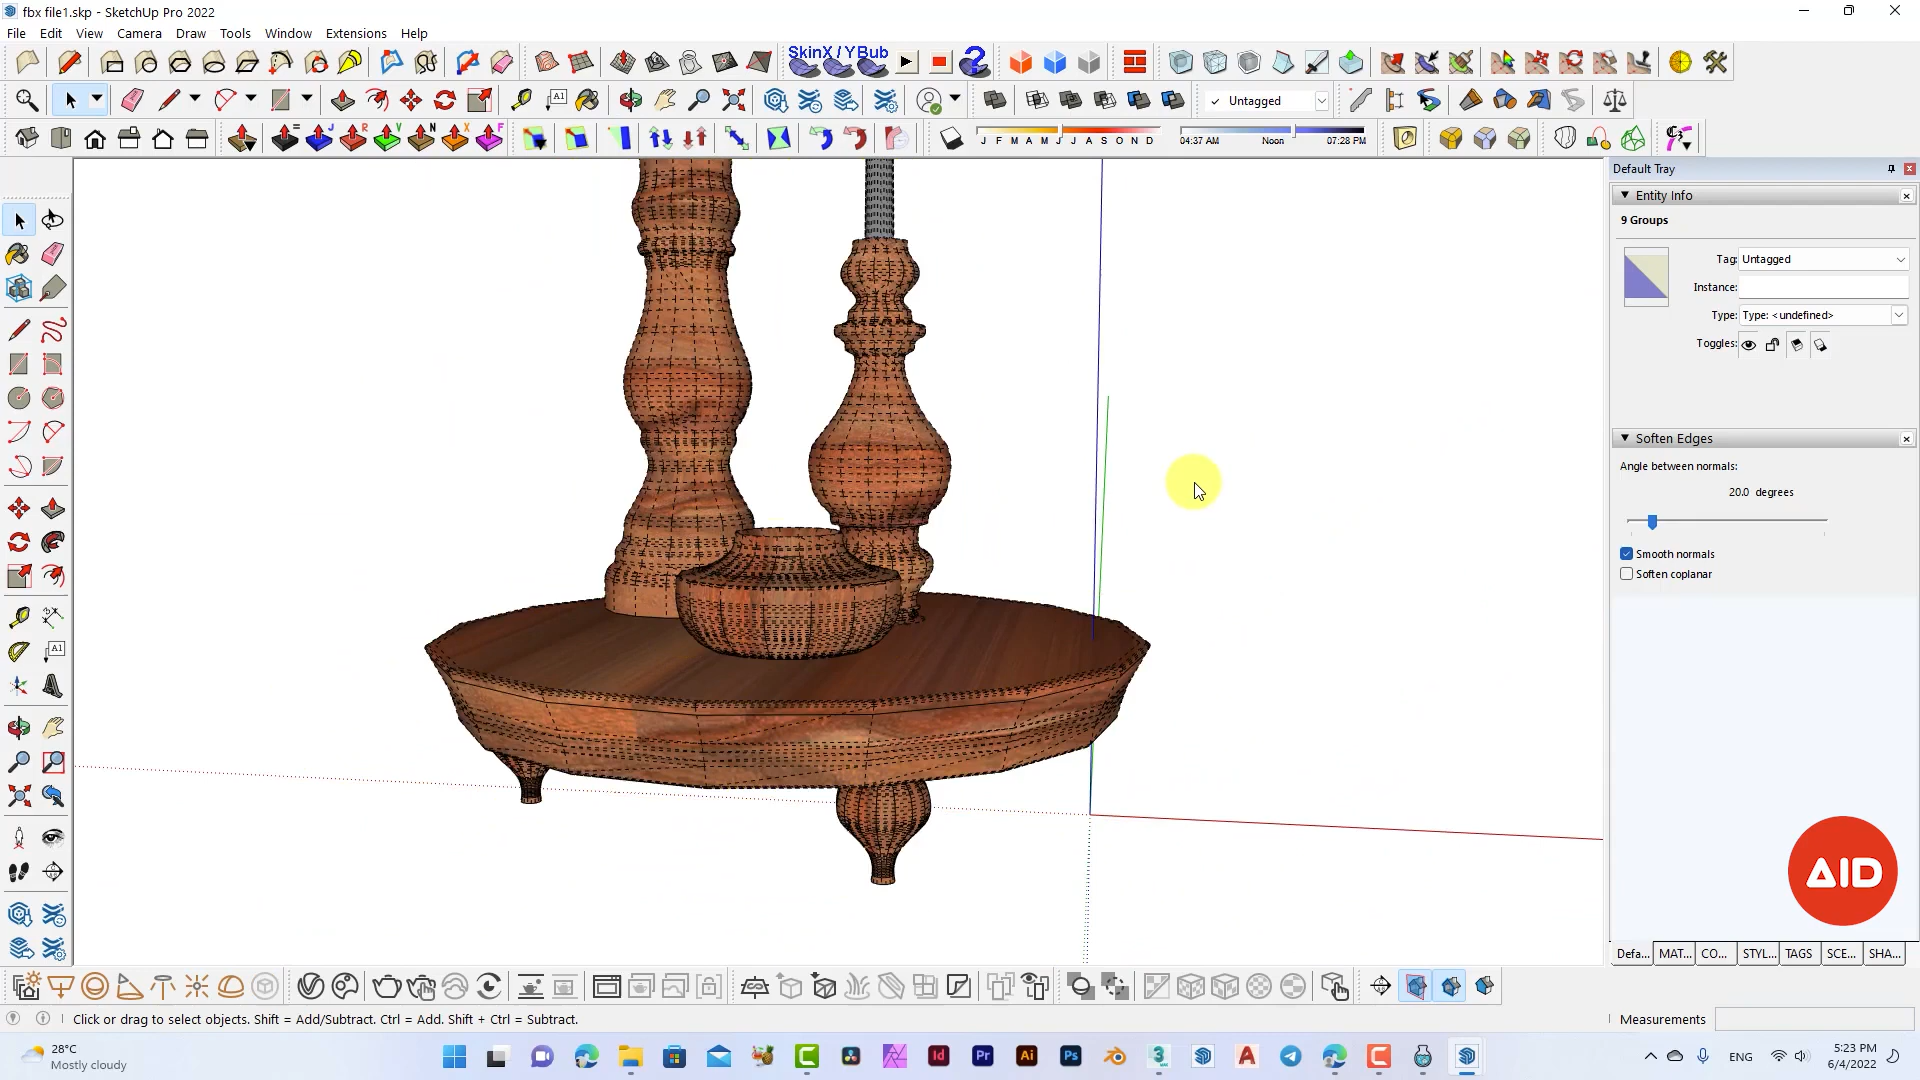 fbx file1.skp - SketchUp Pro 2022
File Edit View Camera Draw Tools Window Extensions Help
SkinX / YBub
Untagged
J F M A M J J A S O N D
04:37 AM Noon 07:28 PM
Default Tray
Entity Info
9 Groups
Tag: Untagged
Instance:
Type: Type: <undefined>
Toggles:
Soften Edges
Angle between normals:
20.0 degrees
Smooth normals
Soften coplanar
AID
Defa... MAT... CO... STYL... TAGS SCE... SHA...
Click or drag to select objects. Shift = Add/Subtract. Ctrl = Add. Shift + Ctrl = Subtract.
Measurements
28°C
Mostly cloudy
ENG
5:23 PM
6/4/2022